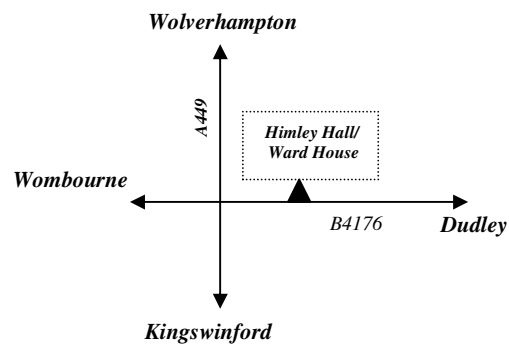 Wolverhampton
A449
Himley Hall/
Ward House
Wombourne
B4176
Dudley
Kingswinford